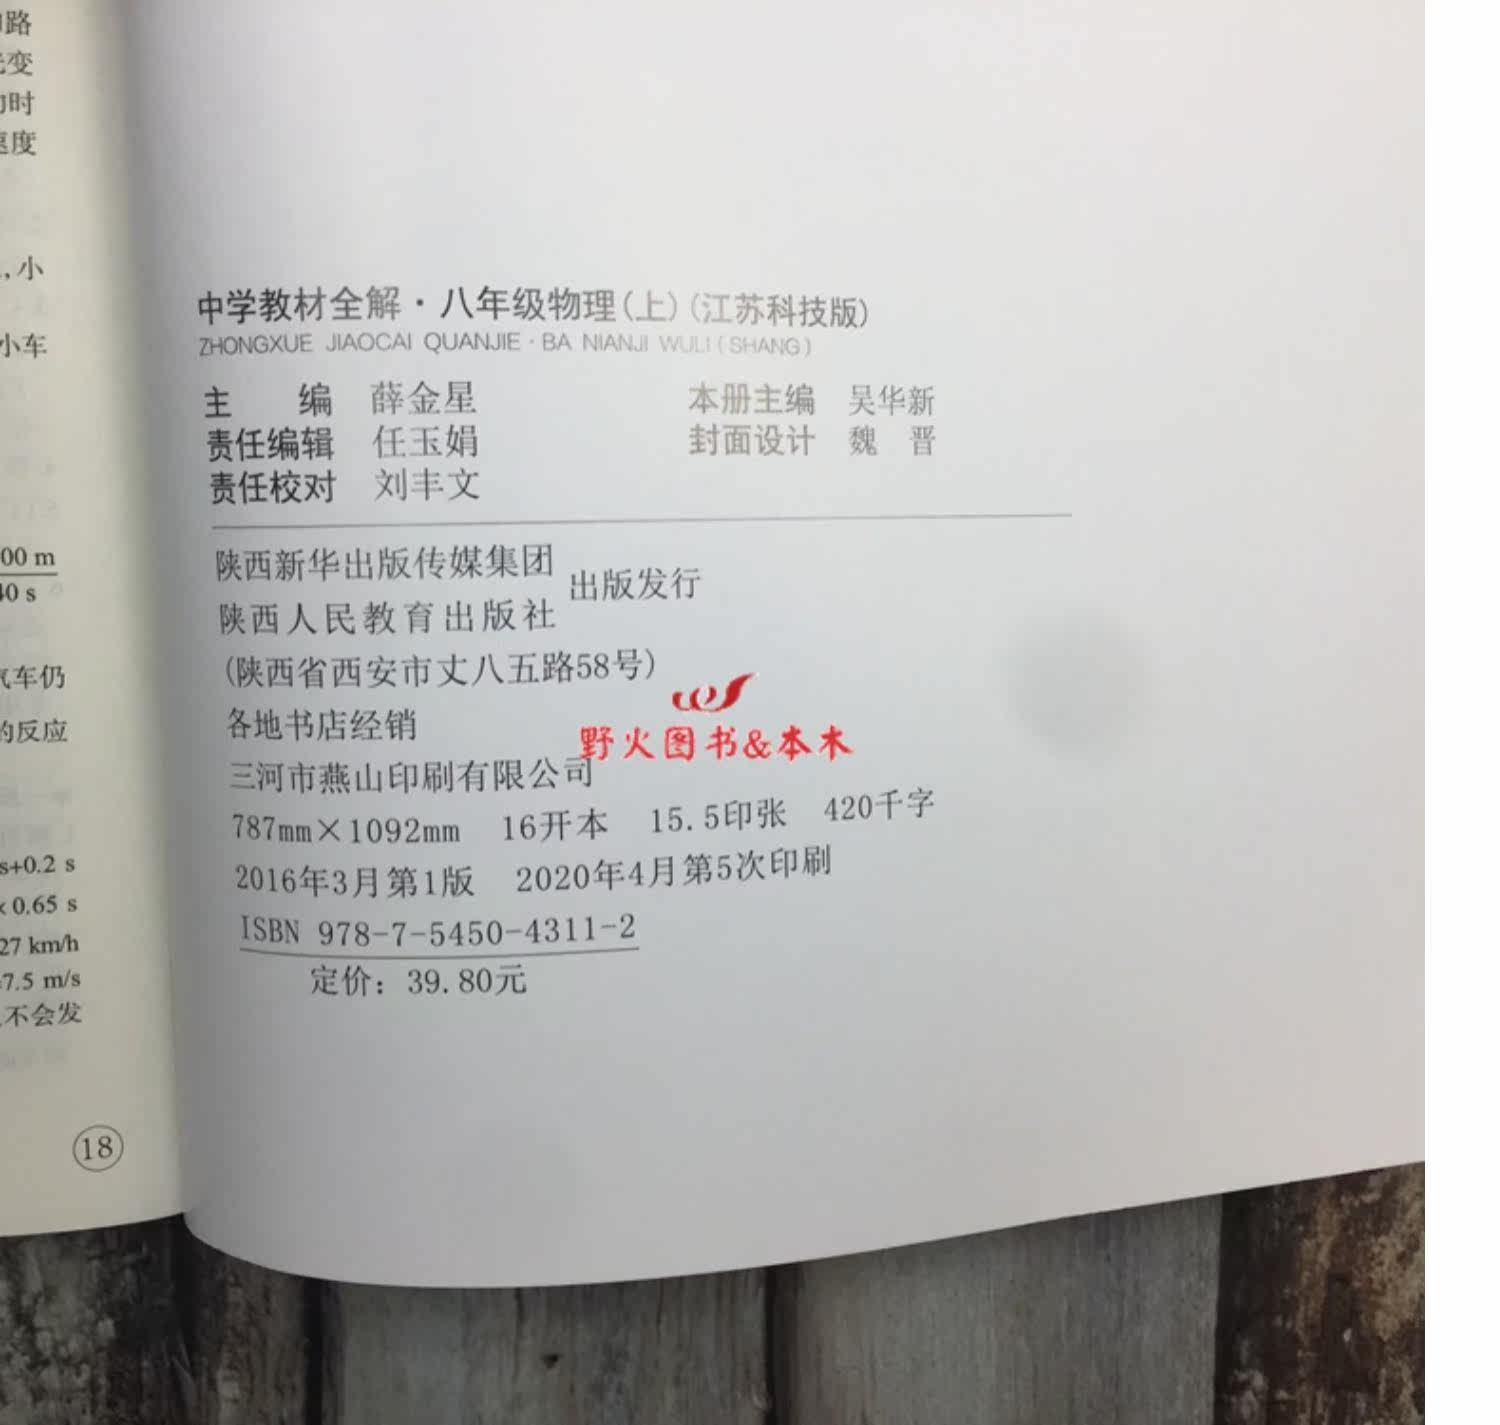 路
变
时
速度
,小
小车
00 m
40 s
汽车仍
的反应
s+0.2 s
×0.65 s
27 km/h
7.5 m/s
不会发
18
中学教材全解·八年级物理(上)(江苏科技版)
ZHONGXUE JIAOCAI QUANJIE·BA NIANJI WULI(SHANG)
主 编 薛金星 本册主编 吴华新
责任编辑 任玉娟 封面设计 魏 晋
责任校对 刘丰文
陕西新华出版传媒集团
陕西人民教育出版社 出版发行
(陕西省西安市丈八五路58号)
各地书店经销
野火图书&本木
三河市燕山印刷有限公司
787mm×1092mm 16开本 15.5印张 420千字
2016年3月第1版 2020年4月第5次印刷
ISBN 978-7-5450-4311-2
定价：39.80元